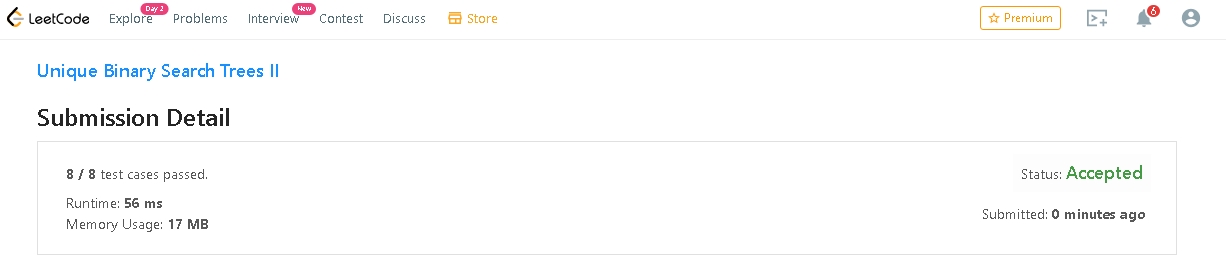 LeetCode Explore Day 2 Problems Interview New Contest Discuss Store Premium 6
Unique Binary Search Trees II
Submission Detail
8 / 8 test cases passed.
Status: Accepted
Runtime: 56 ms
Submitted: 0 minutes ago
Memory Usage: 17 MB